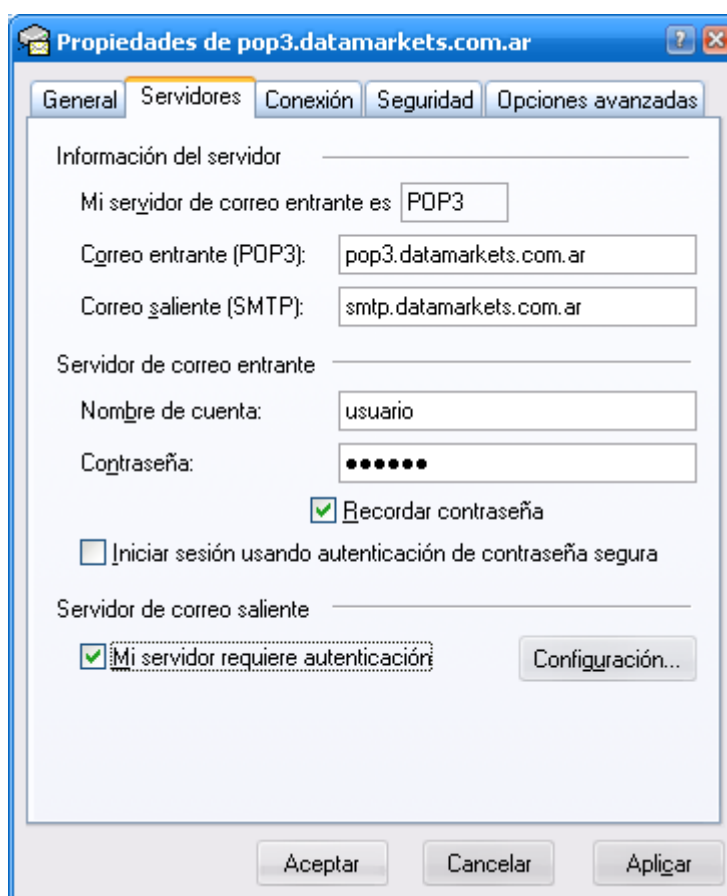 Propiedades de pop3.datamarkets.com.ar
General Servidores Conexión Seguridad Opciones avanzadas
Información del servidor
Mi servidor de correo entrante es POP3
Correo entrante (POP3): pop3.datamarkets.com.ar
Correo saliente (SMTP): smtp.datamarkets.com.ar
Servidor de correo entrante
Nombre de cuenta: usuario
Contraseña: ●●●●●●
Recordar contraseña
Iniciar sesión usando autenticación de contraseña segura
Servidor de correo saliente
Mi servidor requiere autenticación Configuración...
Aceptar Cancelar Aplicar